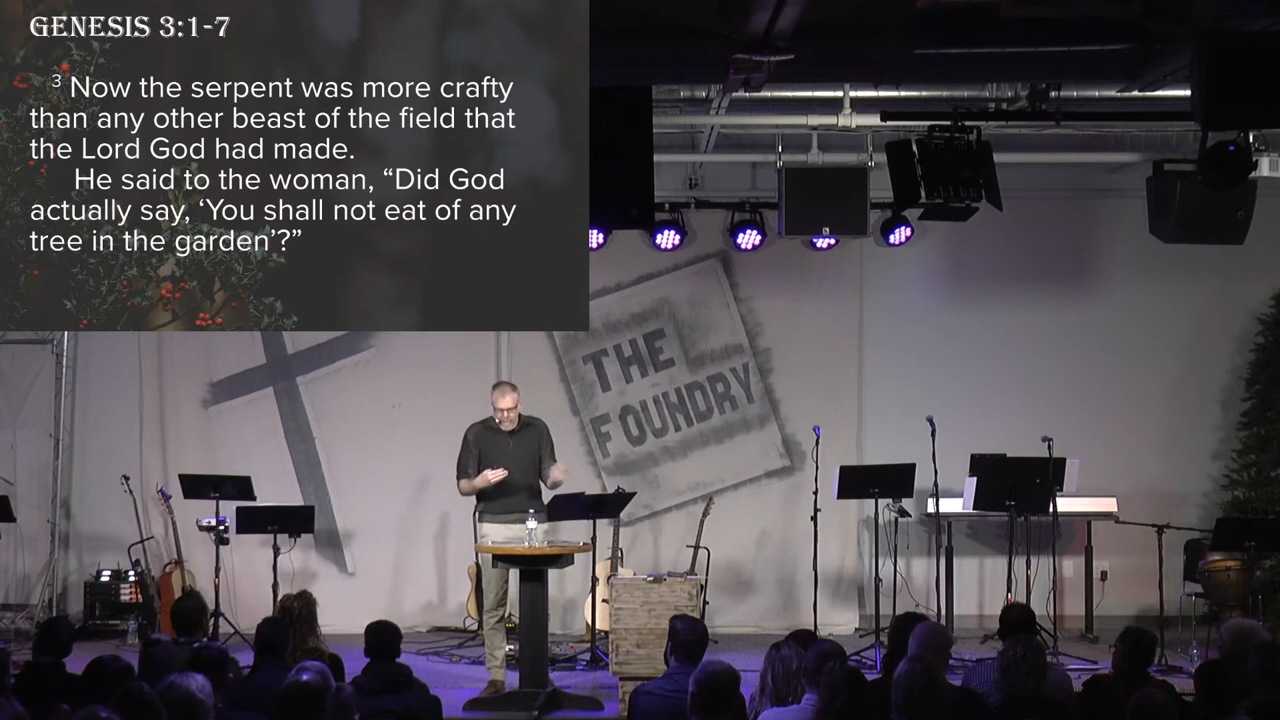 GENESIS 3:1-7
3 Now the serpent was more crafty
than any other beast of the field that
the Lord God had made.
He said to the woman, “Did God
actually say, ‘You shall not eat of any
tree in the garden’?”
THE
FOUNDRY